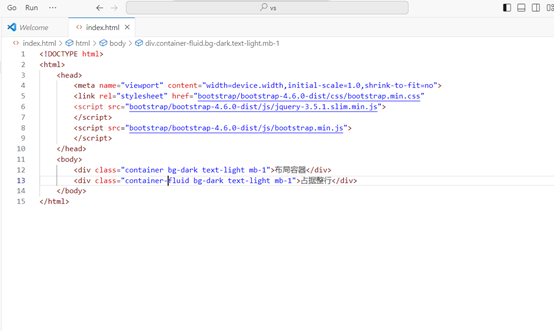 Go Run ··· vs
Welcome index.html
index.html > html > body > div.container-fluid.bg-dark.text-light.mb-1
1 <!DOCTYPE html>
2 <html>
3 <head>
4 <meta name="viewport" content="width=device.width,initial-scale=1.0,shrink-to-fit=no">
5 <link rel="stylesheet" href="bootstrap/bootstrap-4.6.0-dist/css/bootstrap.min.css"
6 <script src="bootstrap/bootstrap-4.6.0-dist/js/jquery-3.5.1.slim.min.js">
7 </script>
8 <script src="bootstrap/bootstrap-4.6.0-dist/js/bootstrap.min.js">
9 </script>
10 </head>
11 <body>
12 <div class="container bg-dark text-light mb-1">布局容器</div>
13 <div class="container-fluid bg-dark text-light mb-1">占据整行</div>
14 </body>
15 </html>